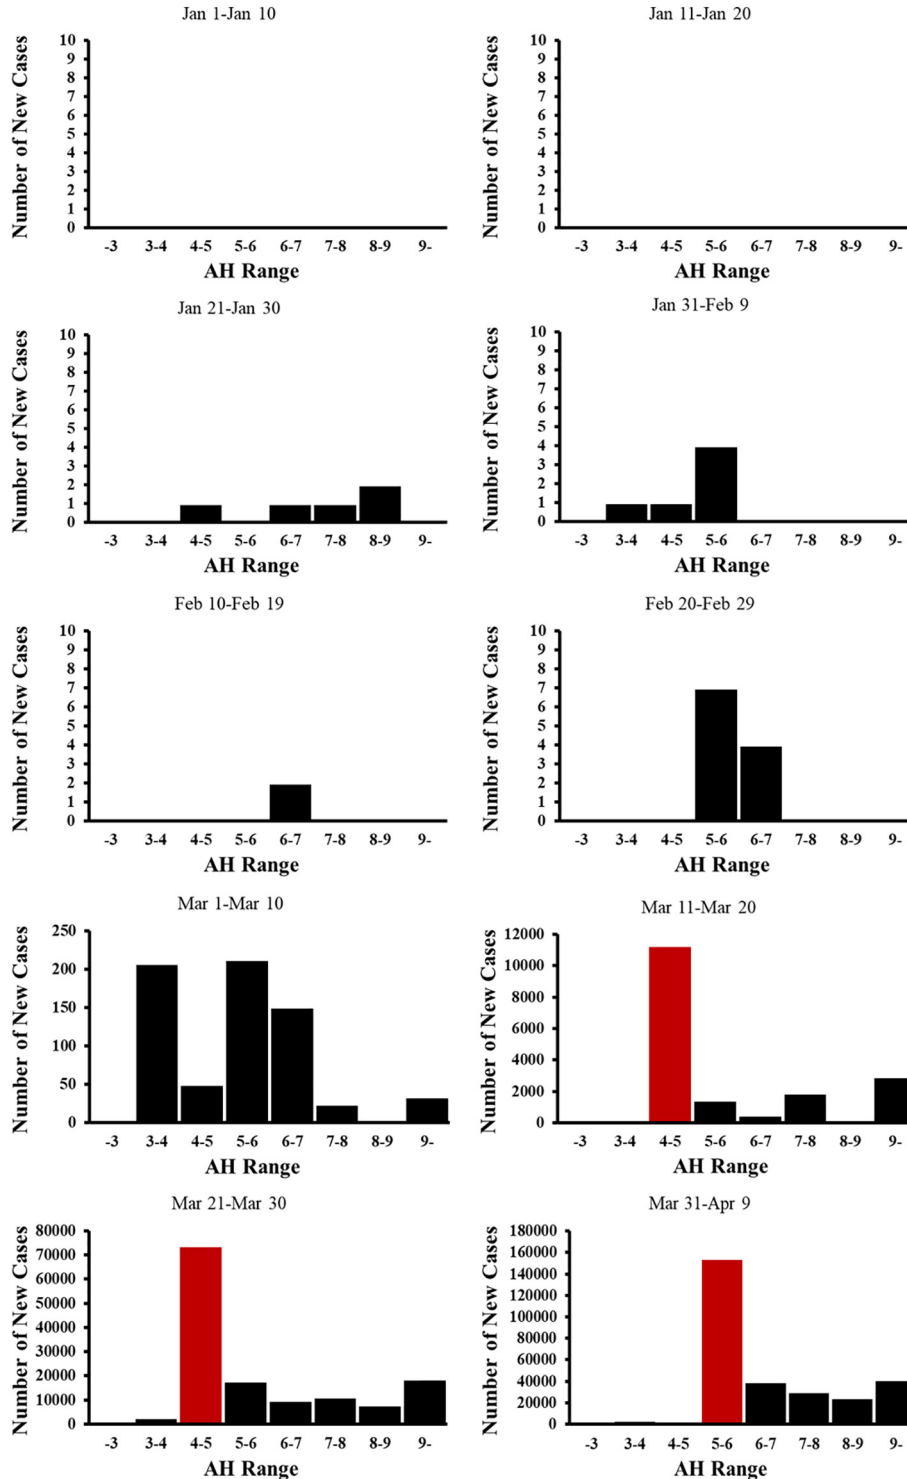 Jan 1-Jan 10
Number of New Cases
10
9
8
7
6
5
4
3
2
1
0
-3 3-4 4-5 5-6 6-7 7-8 8-9 9-
AH Range
Jan 11-Jan 20
Number of New Cases
10
9
8
7
6
5
4
3
2
1
0
-3 3-4 4-5 5-6 6-7 7-8 8-9 9-
AH Range
Jan 21-Jan 30
Number of New Cases
10
9
8
7
6
5
4
3
2
1
0
-3 3-4 4-5 5-6 6-7 7-8 8-9 9-
AH Range
Jan 31-Feb 9
Number of New Cases
10
9
8
7
6
5
4
3
2
1
0
-3 3-4 4-5 5-6 6-7 7-8 8-9 9-
AH Range
Feb 10-Feb 19
Number of New Cases
10
9
8
7
6
5
4
3
2
1
0
-3 3-4 4-5 5-6 6-7 7-8 8-9 9-
AH Range
Feb 20-Feb 29
Number of New Cases
10
9
8
7
6
5
4
3
2
1
0
-3 3-4 4-5 5-6 6-7 7-8 8-9 9-
AH Range
Mar 1-Mar 10
Number of New Cases
250
200
150
100
50
0
-3 3-4 4-5 5-6 6-7 7-8 8-9 9-
AH Range
Mar 11-Mar 20
Number of New Cases
12000
10000
8000
6000
4000
2000
0
-3 3-4 4-5 5-6 6-7 7-8 8-9 9-
AH Range
Mar 21-Mar 30
Number of New Cases
80000
70000
60000
50000
40000
30000
20000
10000
0
-3 3-4 4-5 5-6 6-7 7-8 8-9 9-
AH Range
Mar 31-Apr 9
Number of New Cases
180000
160000
140000
120000
100000
80000
60000
40000
20000
0
-3 3-4 4-5 5-6 6-7 7-8 8-9 9-
AH Range